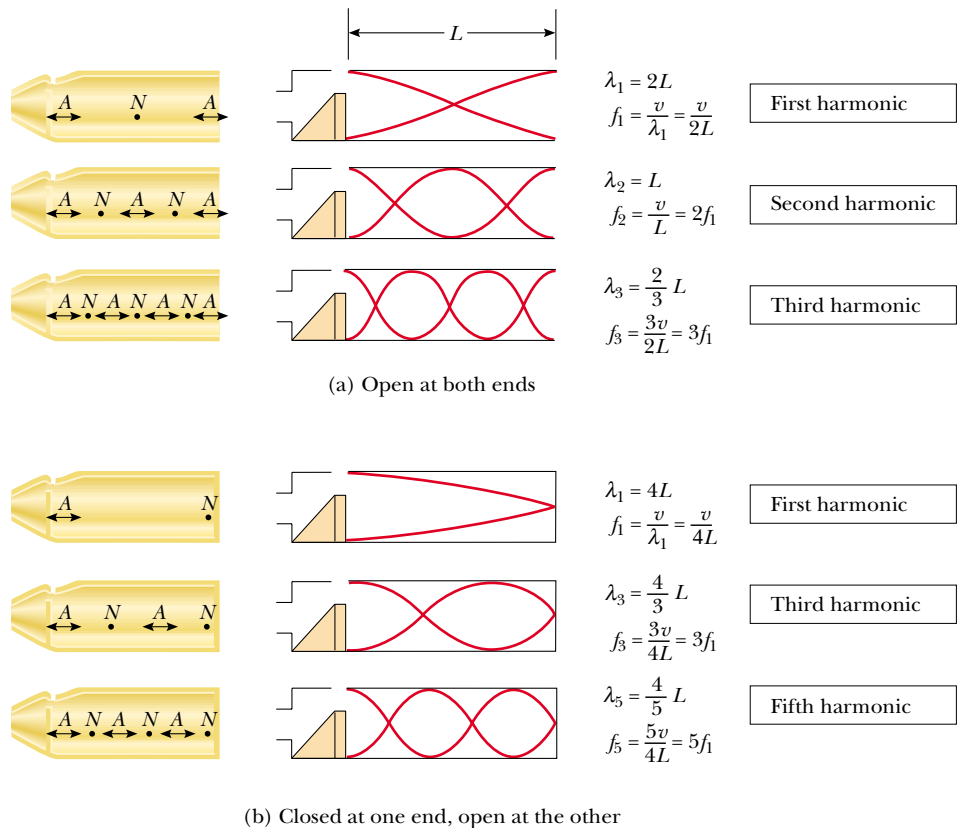 L
A N A
λ₁ = 2L
f₁ = v/λ₁ = v/2L
First harmonic
A N A N A
λ₂ = L
f₂ = v/L = 2f₁
Second harmonic
A N A N A N A
λ₃ = 2/3 L
f₃ = 3v/2L = 3f₁
Third harmonic
(a) Open at both ends
A N
λ₁ = 4L
f₁ = v/λ₁ = v/4L
First harmonic
A N A N
λ₃ = 4/3 L
f₃ = 3v/4L = 3f₁
Third harmonic
A N A N A N
λ₅ = 4/5 L
f₅ = 5v/4L = 5f₁
Fifth harmonic
(b) Closed at one end, open at the other